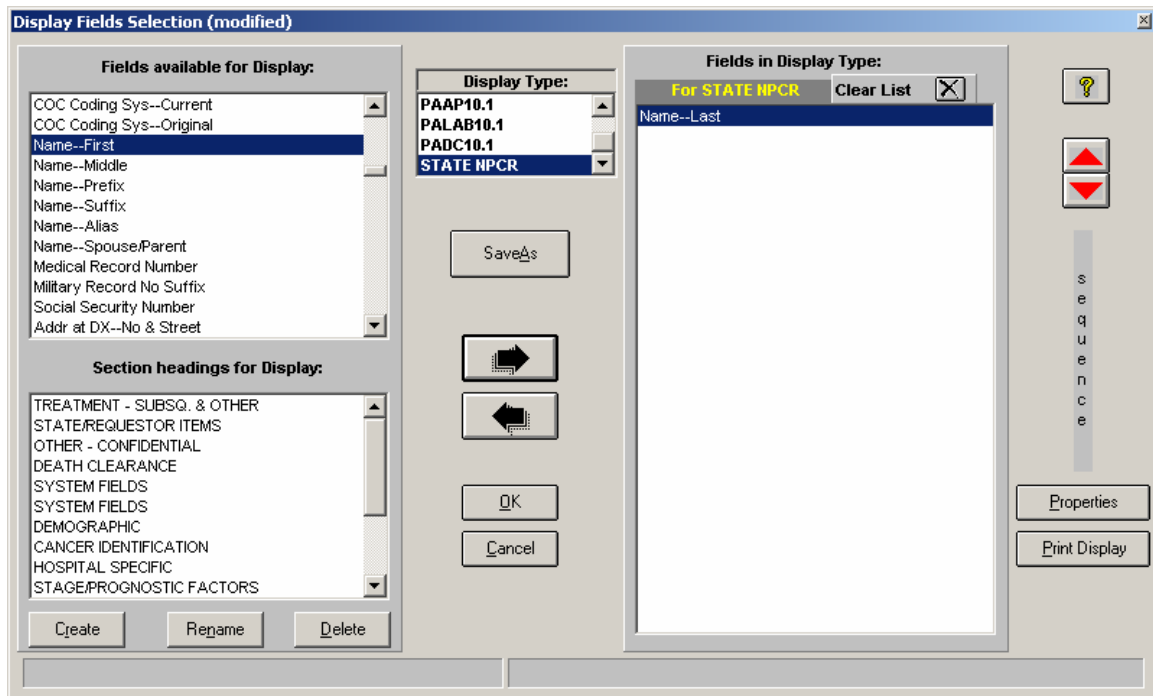 Display Fields Selection (modified)
Fields available for Display:
COC Coding Sys--Current
COC Coding Sys--Original
Name--First
Name--Middle
Name--Prefix
Name--Suffix
Name--Alias
Name--Spouse/Parent
Medical Record Number
Military Record No Suffix
Social Security Number
Addr at DX--No & Street
Section headings for Display:
TREATMENT - SUBSQ. & OTHER
STATE/REQUESTOR ITEMS
OTHER - CONFIDENTIAL
DEATH CLEARANCE
SYSTEM FIELDS
SYSTEM FIELDS
DEMOGRAPHIC
CANCER IDENTIFICATION
HOSPITAL SPECIFIC
STAGE/PROGNOSTIC FACTORS
Create Rename Delete
Display Type:
PAAP10.1
PALAB10.1
PADC10.1
STATE NPCR
SaveAs
OK
Cancel
Fields in Display Type:
For STATE NPCR Clear List
Name--Last
?
sequence
Properties
Print Display